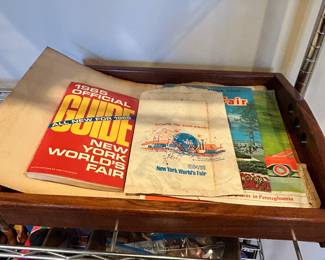 1965 OFFICIAL
GUIDE
ALL NEW FOR 1965
NEW
YORK
WORLD'S
FAIR
New York World's Fair
Fair
in Pennsylvania